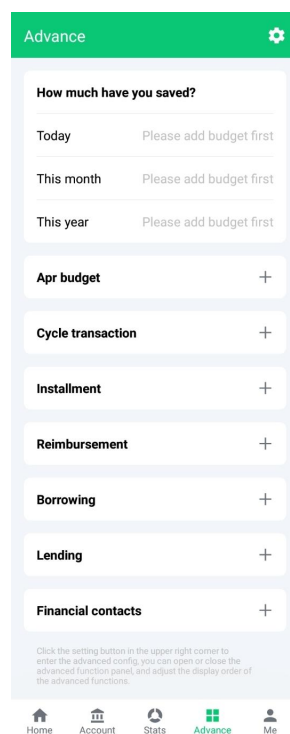 Advance
How much have you saved?
Today Please add budget first
This month Please add budget first
This year Please add budget first
Apr budget
Cycle transaction
Installment
Reimbursement
Borrowing
Lending
Financial contacts
Click the setting button in the upper right corner to
enter the advanced config, you can open or close the
advanced function panel, and adjust the display order of
the advanced functions.
Home Account Stats Advance Me